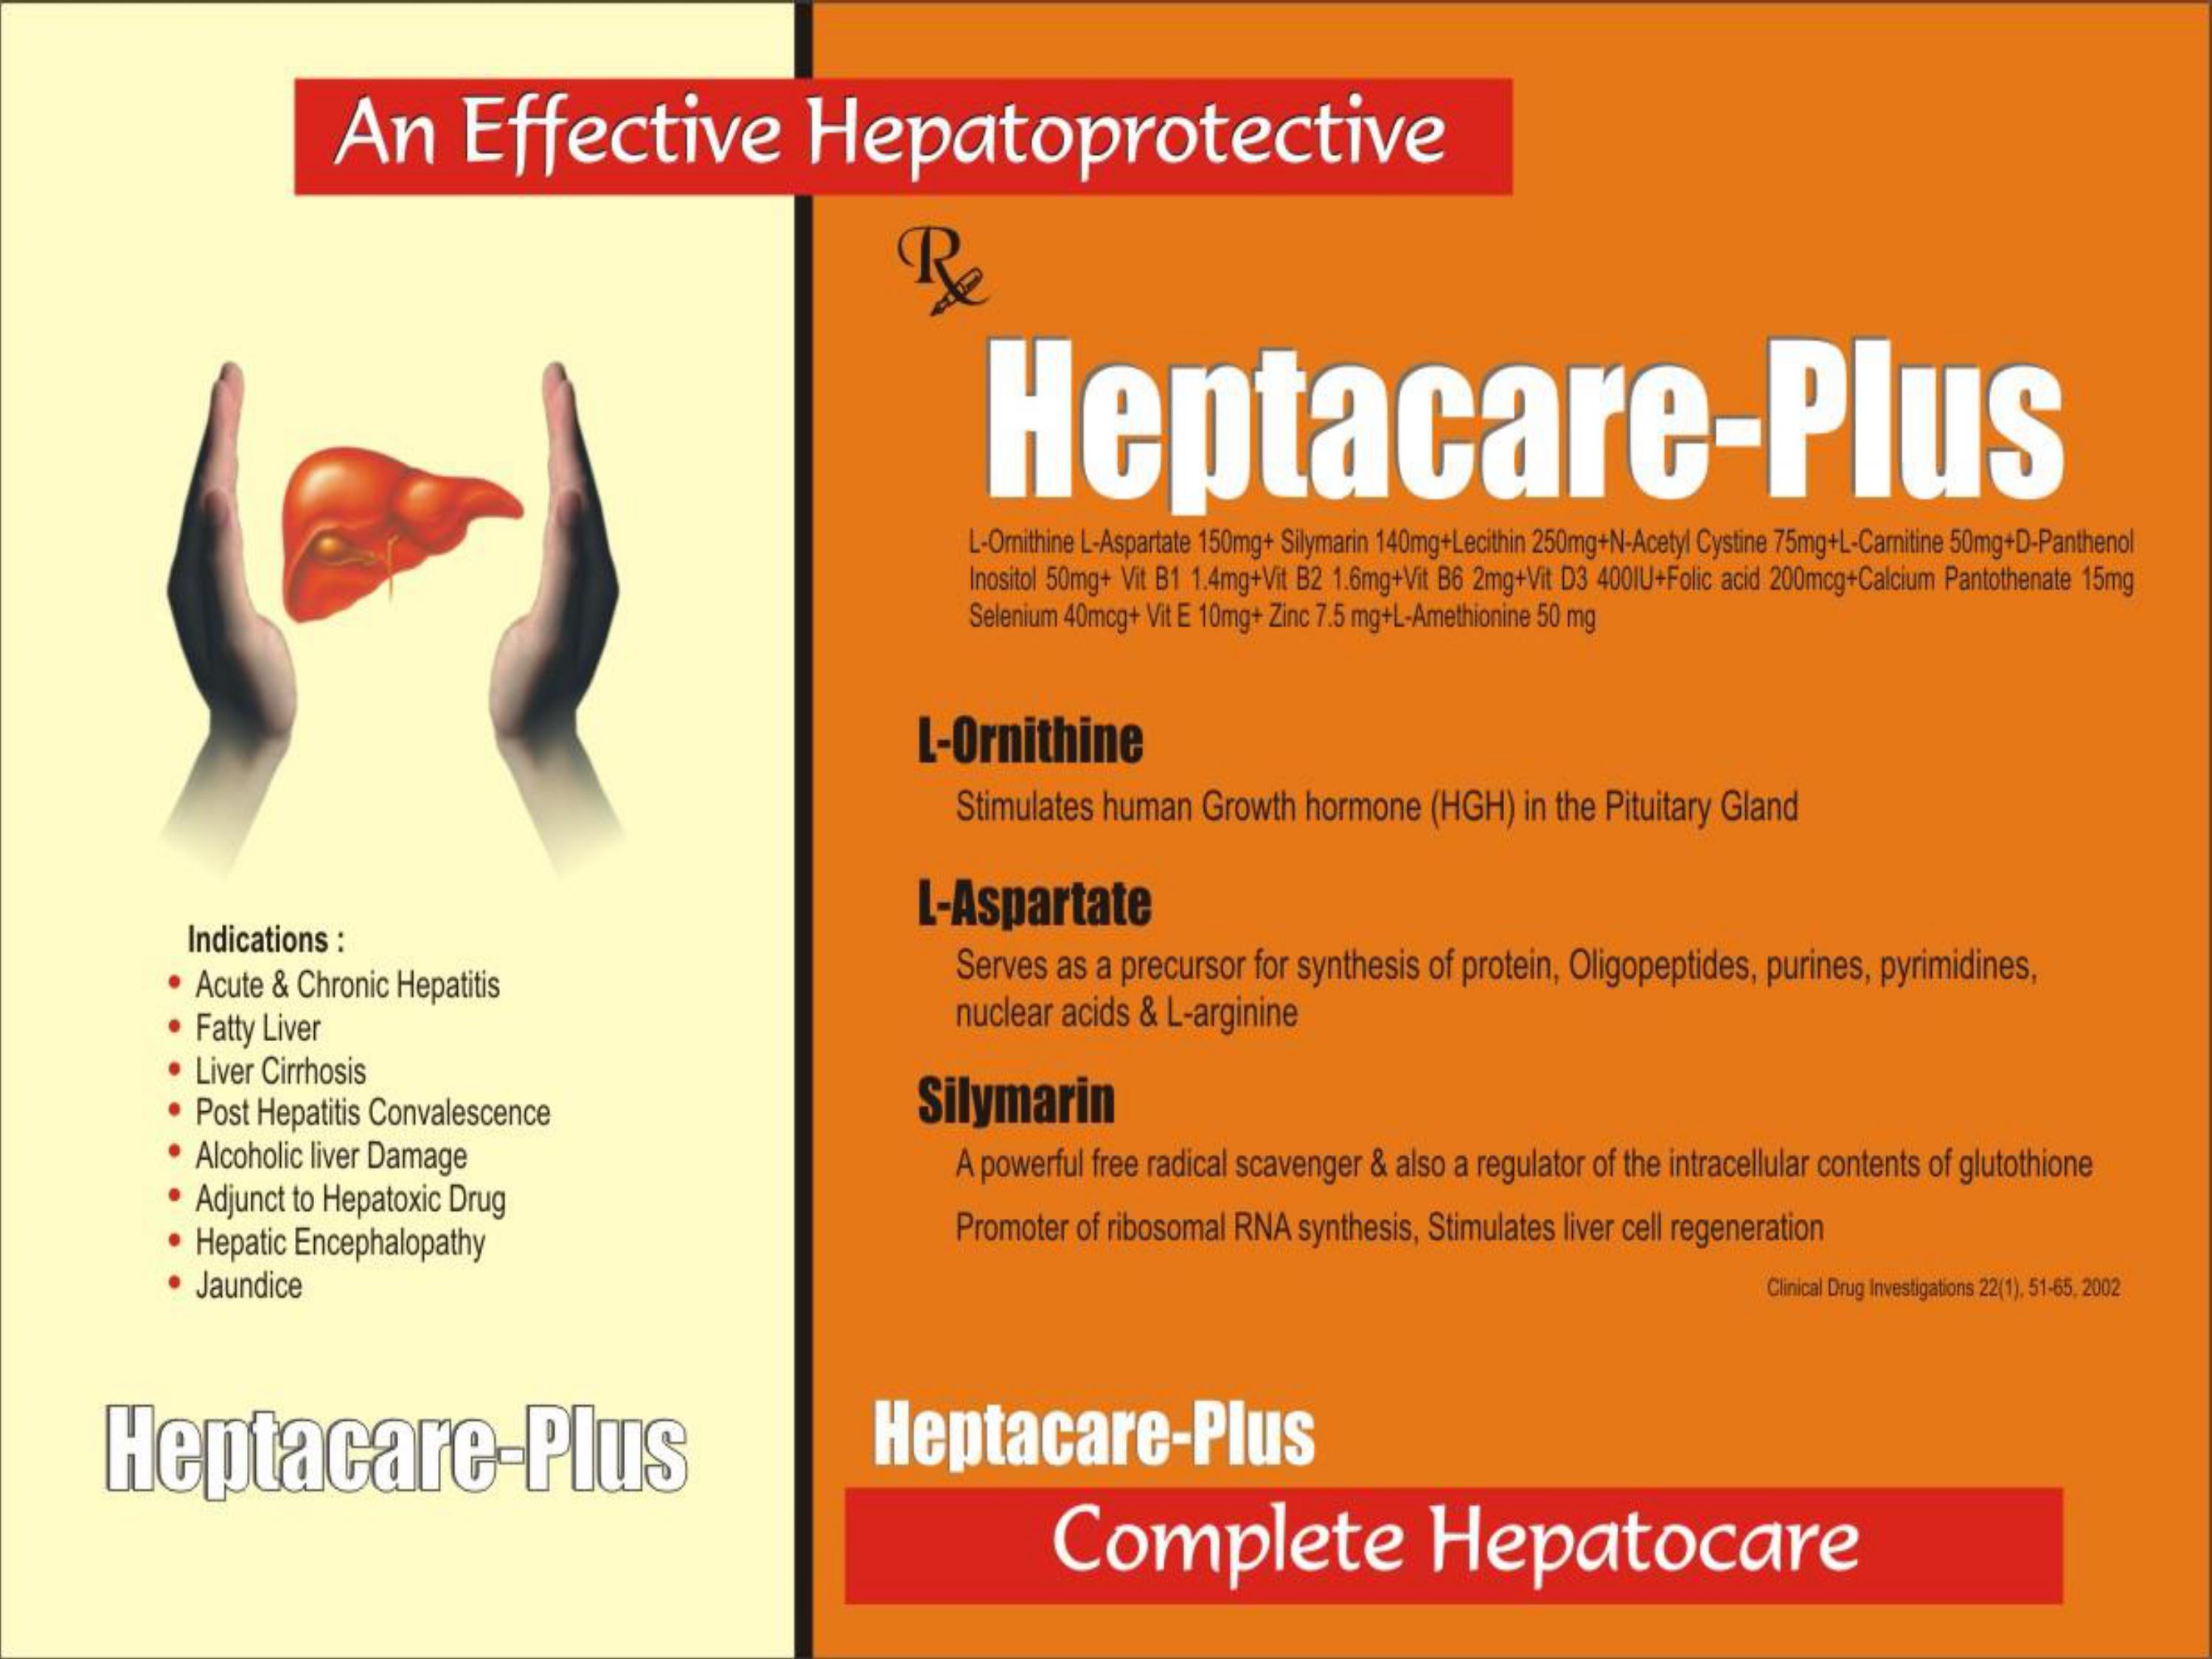 An Effective Hepatoprotective
Rx
Heptacare-Plus
L-Ornithine L-Aspartate 150mg+ Silymarin 140mg+Lecithin 250mg+N-Acetyl Cystine 75mg+L-Carnitine 50mg+D-Panthenol
Inositol 50mg+ Vit B1 1.4mg+Vit B2 1.6mg+Vit B6 2mg+Vit D3 400IU+Folic acid 200mcg+Calcium Pantothenate 15mg
Selenium 40mcg+ Vit E 10mg+ Zinc 7.5 mg+L-Amethionine 50 mg
L-Ornithine
Stimulates human Growth hormone (HGH) in the Pituitary Gland
L-Aspartate
Serves as a precursor for synthesis of protein, Oligopeptides, purines, pyrimidines,
nuclear acids & L-arginine
Silymarin
A powerful free radical scavenger & also a regulator of the intracellular contents of glutothione
Promoter of ribosomal RNA synthesis, Stimulates liver cell regeneration
Clinical Drug Investigations 22(1), 51-65, 2002
Indications :
• Acute & Chronic Hepatitis
• Fatty Liver
• Liver Cirrhosis
• Post Hepatitis Convalescence
• Alcoholic liver Damage
• Adjunct to Hepatoxic Drug
• Hepatic Encephalopathy
• Jaundice
Heptacare-Plus
Heptacare-Plus
Complete Hepatocare